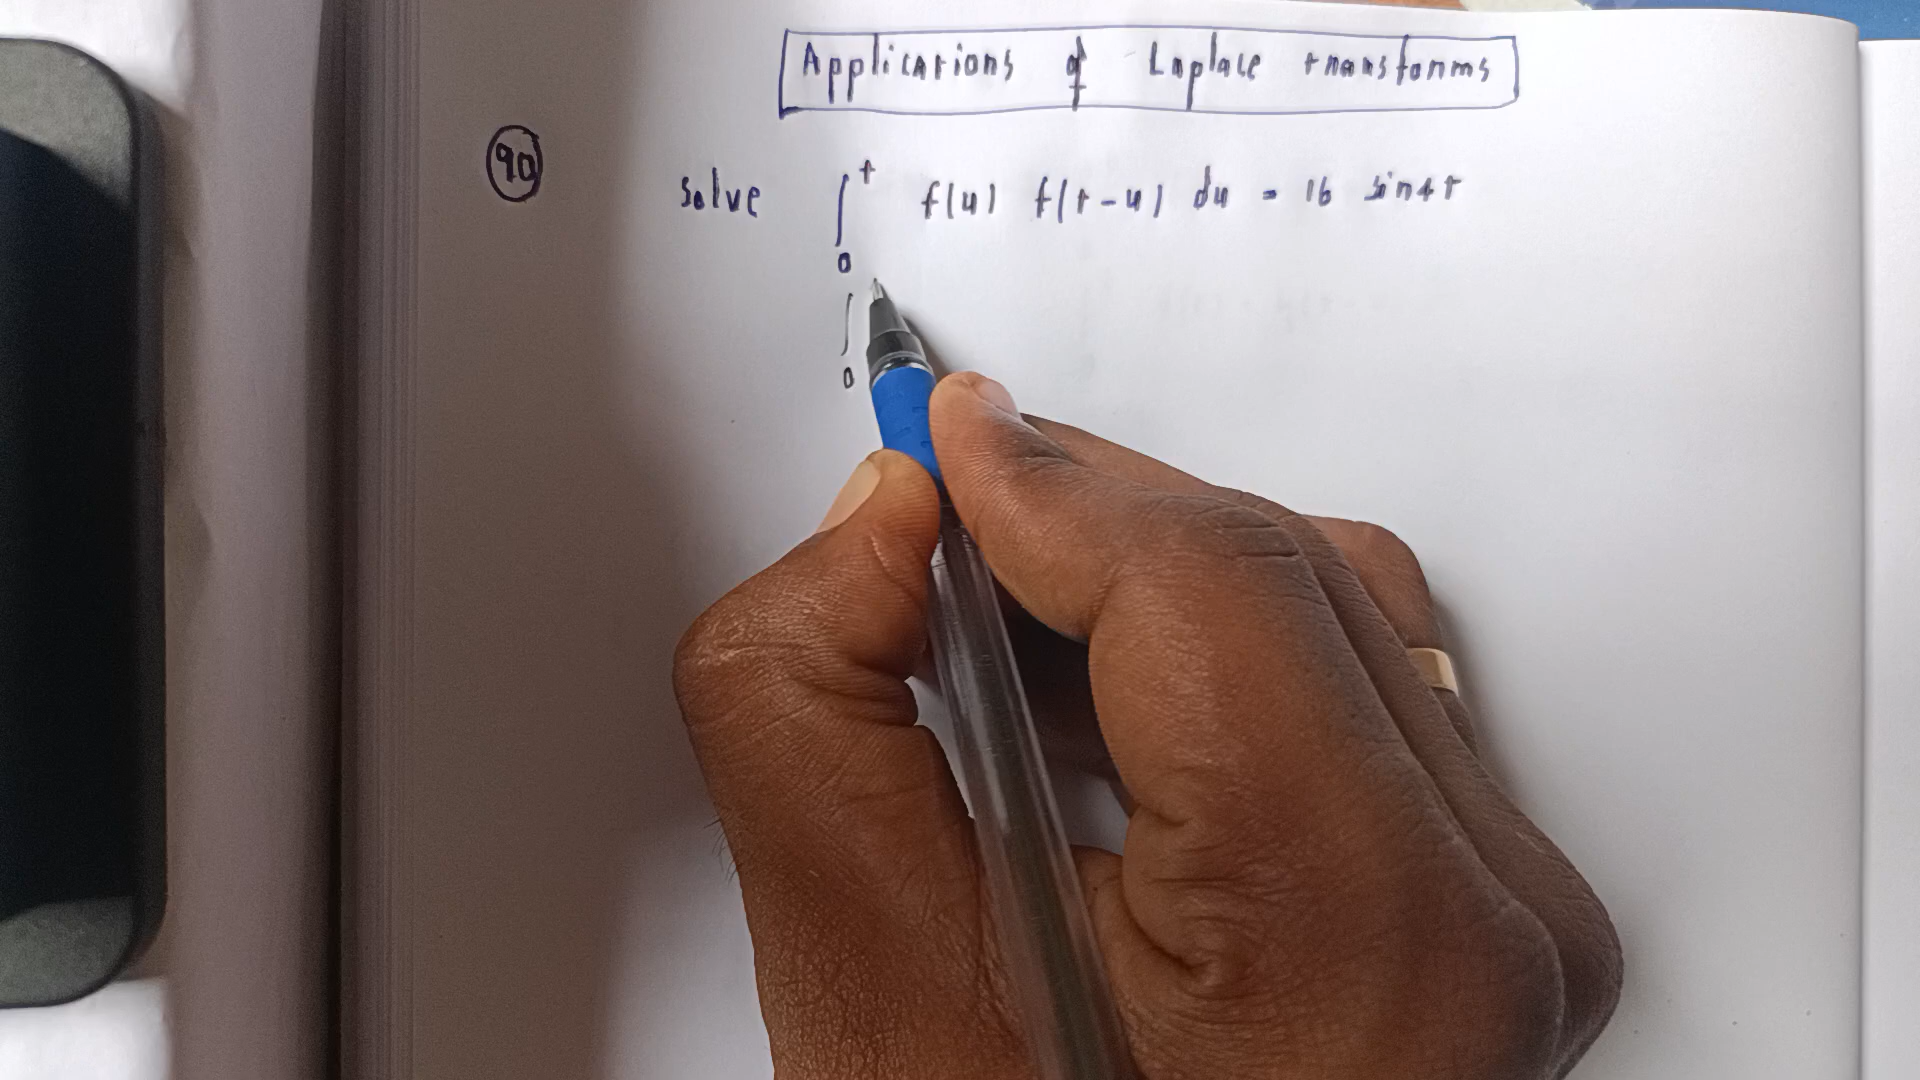 Applications of Laplace transforms
90
Solve ∫₀ᵗ f(u) f(t-u) du = 16 sin4t
∫₀